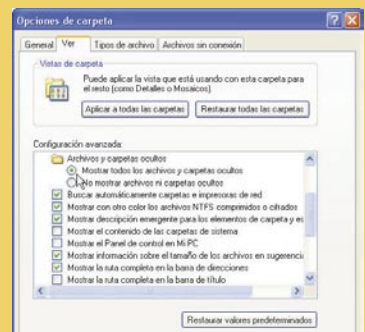 Opciones de carpeta
General Ver Tipos de archivo Archivos sin conexión
Vistas de carpeta
Puede aplicar la vista que está usando con esta carpeta para
el resto (como Detalles o Mosaicos).
Aplicar a todas las carpetas Restaurar todas las carpetas
Configuración avanzada:
Archivos y carpetas ocultos
Mostrar todos los archivos y carpetas ocultos
No mostrar archivos ni carpetas ocultos
Buscar automáticamente carpetas e impresoras de red
Mostrar con otro color los archivos NTFS comprimidos o cifrados
Mostrar descripción emergente para los elementos de carpeta y es
Mostrar el contenido de las carpetas de sistema
Mostrar el Panel de control en Mi PC
Mostrar información sobre el tamaño de los archivos en sugerenci
Mostrar la ruta completa en la barra de direcciones
Mostrar la ruta completa en la barra de título
Restaurar valores predeterminados